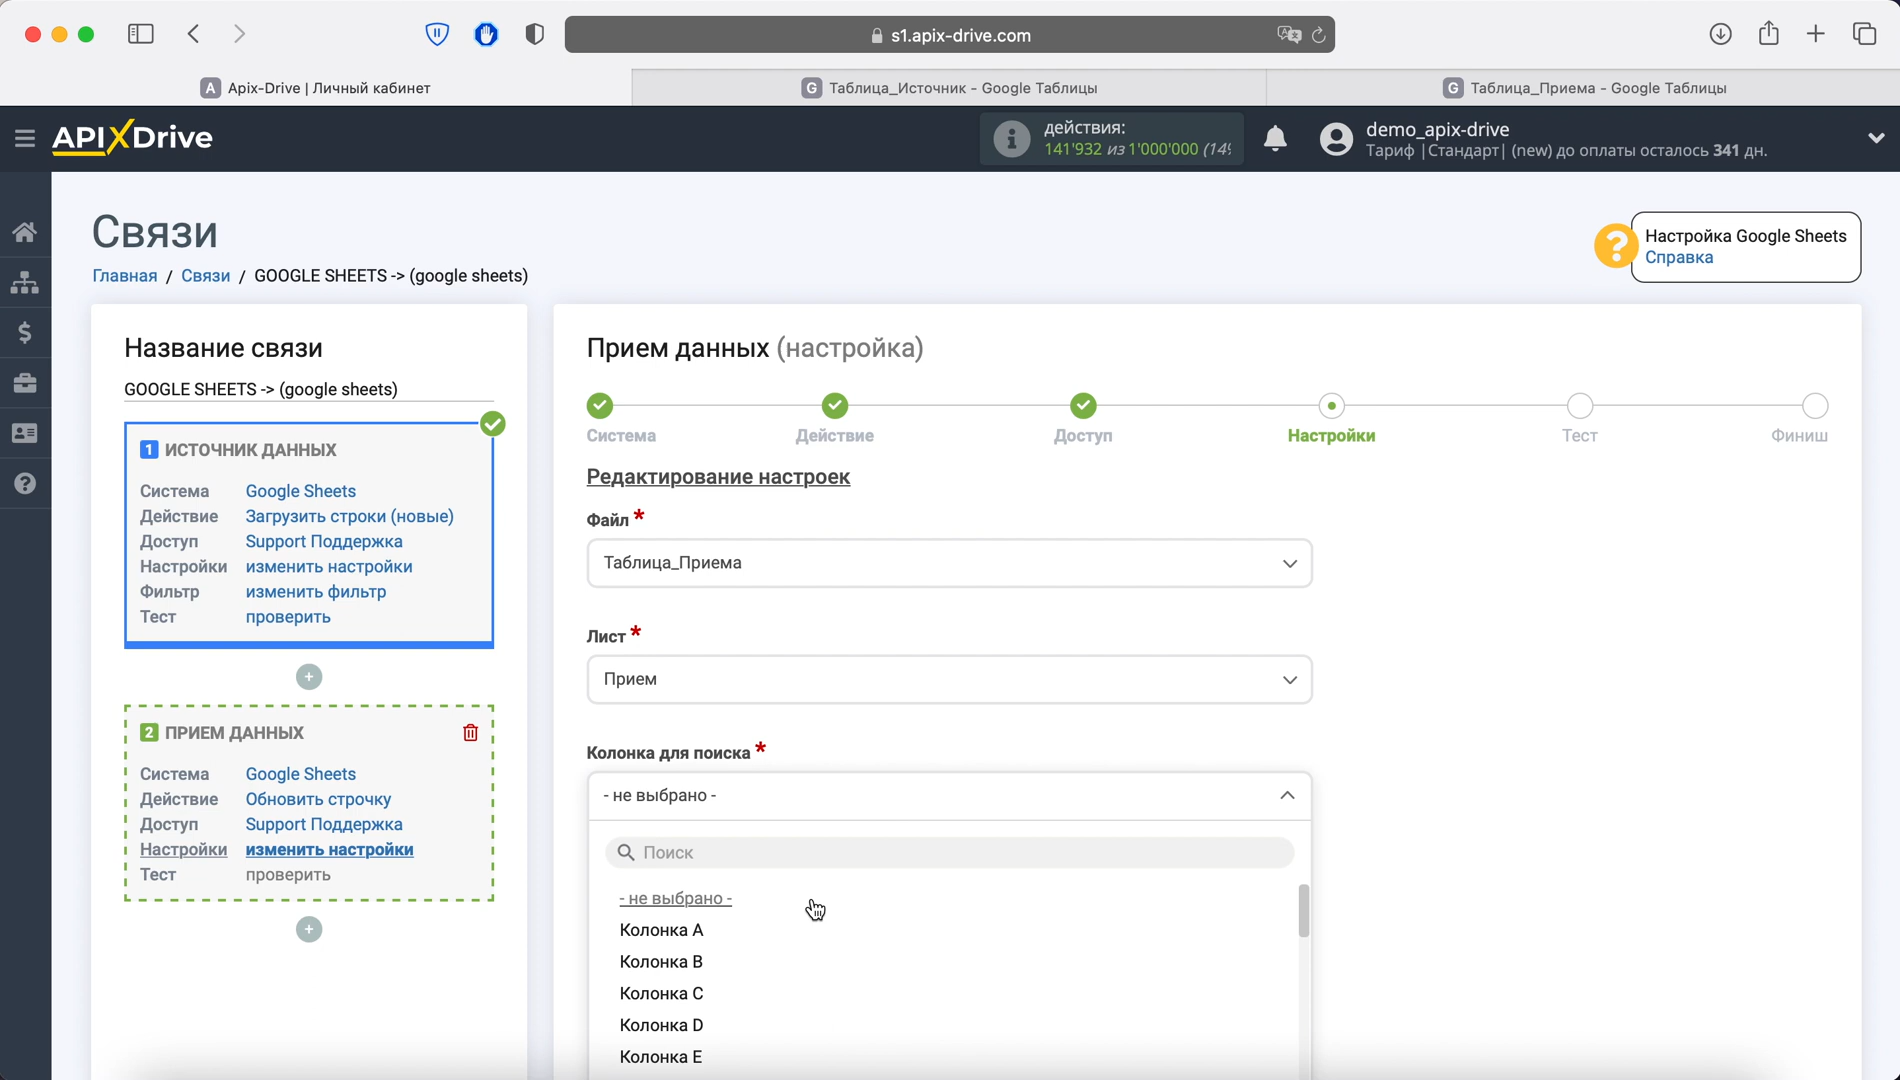 s1.apix-drive.com
A Apix-Drive | Личный кабинет
G Таблица_Источник - Google Таблицы
G Таблица_Приема - Google Таблицы
APIXDrive
действия:
141'932 из 1'000'000 (14%
demo_apix-drive
Тариф |Стандарт| (new) до оплаты осталось 341 дн.
Связи
Главная / Связи / GOOGLE SHEETS -> (google sheets)
Настройка Google Sheets
Справка
Название связи
GOOGLE SHEETS -> (google sheets)
1 ИСТОЧНИК ДАННЫХ
Система Google Sheets
Действие Загрузить строки (новые)
Доступ Support Поддержка
Настройки изменить настройки
Фильтр изменить фильтр
Тест проверить
2 ПРИЕМ ДАННЫХ
Система Google Sheets
Действие Обновить строчку
Доступ Support Поддержка
Настройки изменить настройки
Тест проверить
Прием данных (настройка)
Система
Действие
Доступ
Настройки
Тест
Финиш
Редактирование настроек
Файл *
Таблица_Приема
Лист *
Прием
Колонка для поиска *
- не выбрано -
Поиск
- не выбрано -
Колонка A
Колонка B
Колонка C
Колонка D
Колонка E